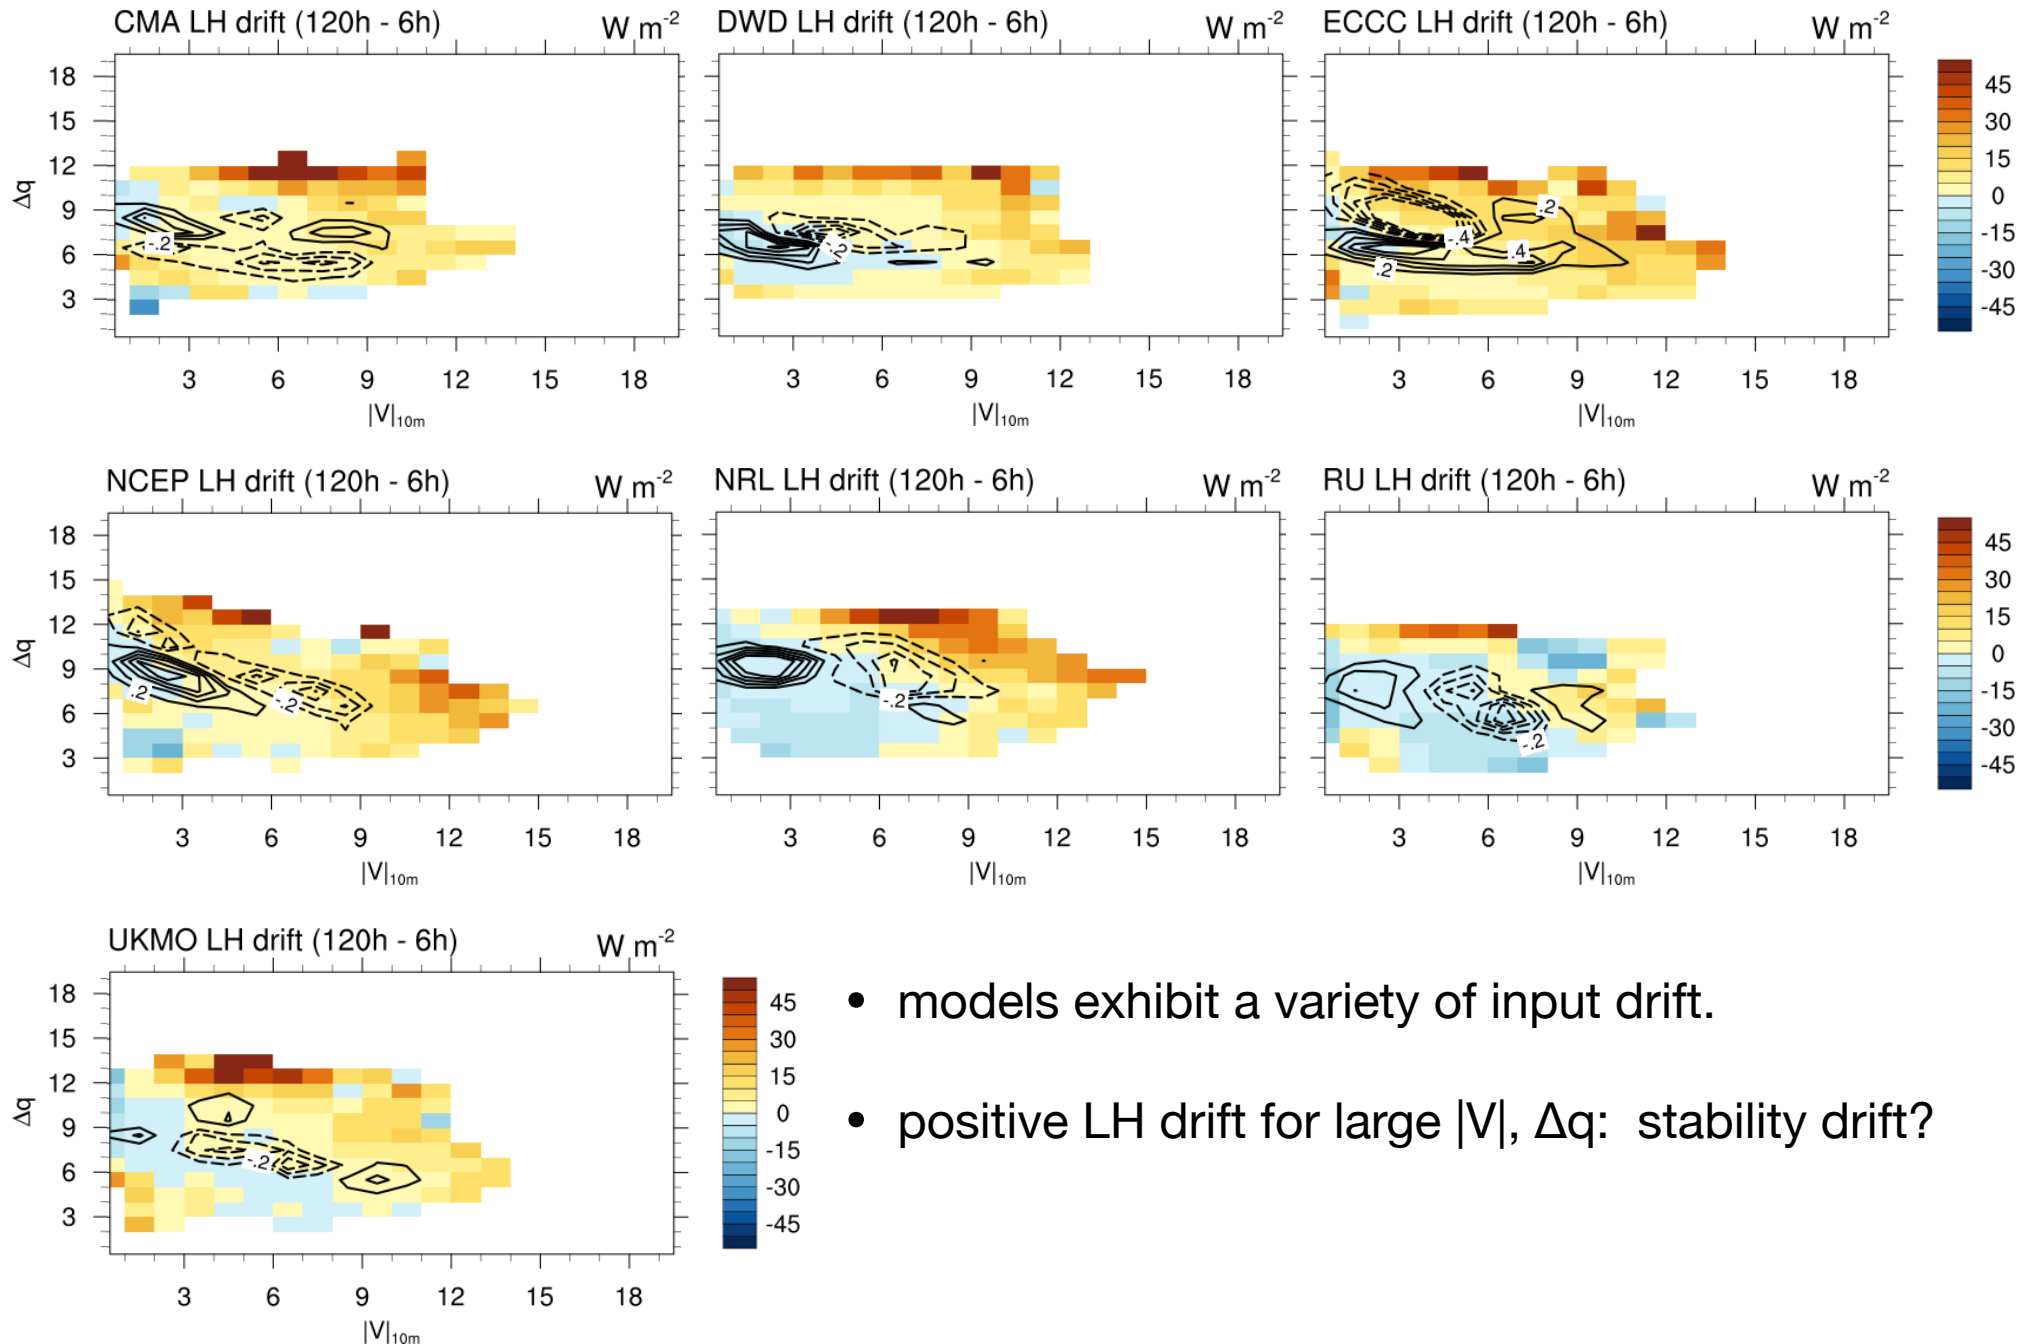 CMA LH drift (120h - 6h) W m-2
DWD LH drift (120h - 6h) W m-2
ECCC LH drift (120h - 6h) W m-2
18
15
12
9
6
3
Δq
-.2
-.2
.2
-.4
.4
.2
3 6 9 12 15 18
|V|10m
3 6 9 12 15 18
|V|10m
3 6 9 12 15 18
|V|10m
45
30
15
0
-15
-30
-45
NCEP LH drift (120h - 6h) W m-2
NRL LH drift (120h - 6h) W m-2
RU LH drift (120h - 6h) W m-2
18
15
12
9
6
3
Δq
.2
-.2
-.2
-.2
3 6 9 12 15 18
|V|10m
3 6 9 12 15 18
|V|10m
3 6 9 12 15 18
|V|10m
45
30
15
0
-15
-30
-45
UKMO LH drift (120h - 6h) W m-2
18
15
12
9
6
3
Δq
-.2
3 6 9 12 15 18
|V|10m
45
30
15
0
-15
-30
-45
• models exhibit a variety of input drift.
• positive LH drift for large |V|, Δq: stability drift?